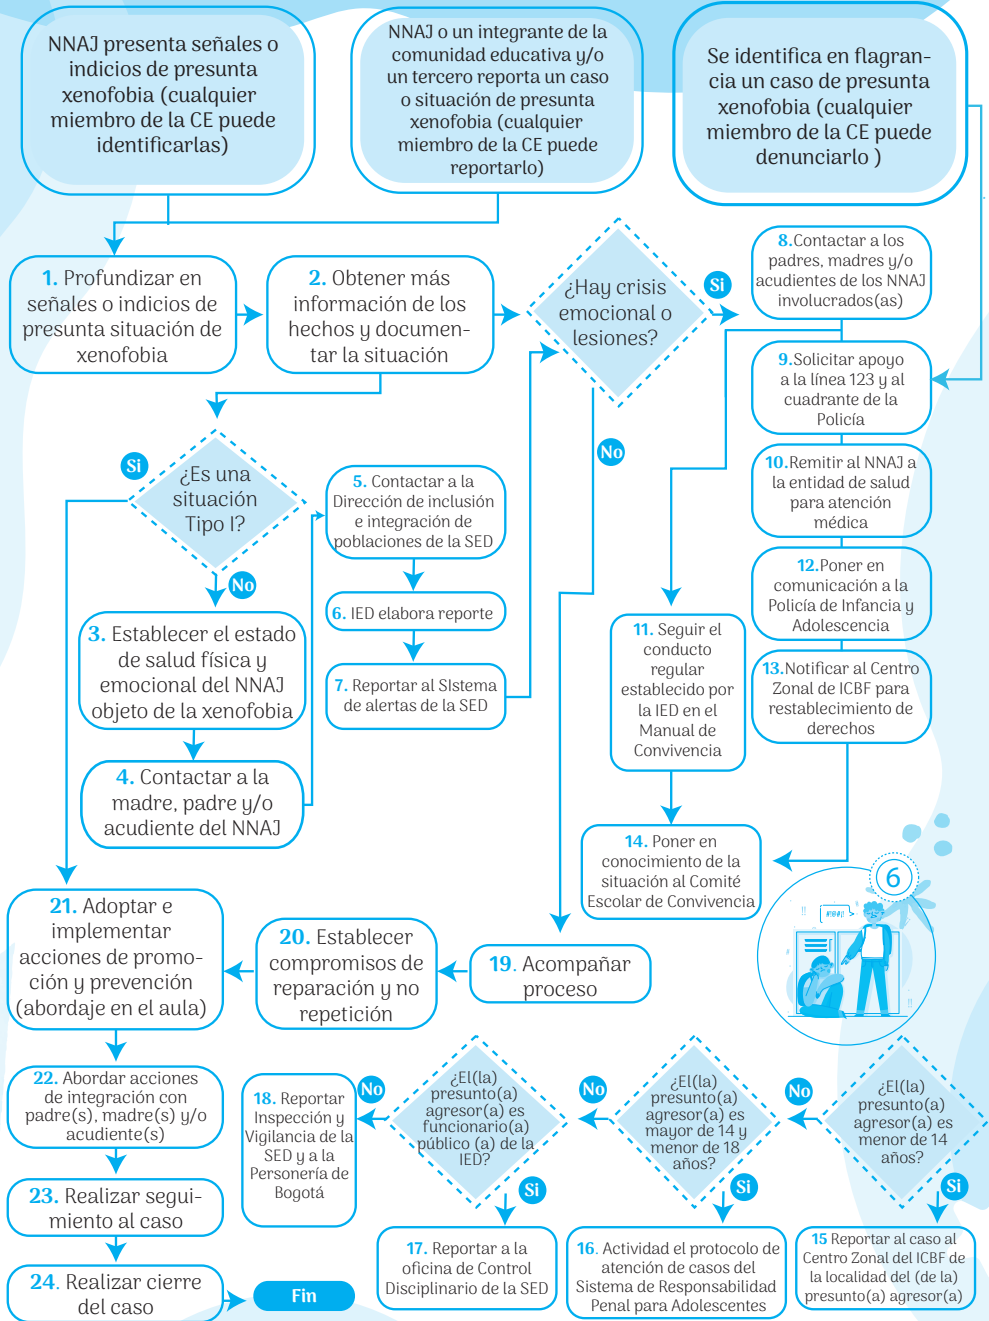 NNAJ presenta señales o
indicios de presunta
xenofobia (cualquier
miembro de la CE puede
identificarlas)
NNAJ o un integrante de la
comunidad educativa y/o
un tercero reporta un caso
o situación de presunta
xenofobia (cualquier
miembro de la CE puede
reportarlo)
Se identifica en flagran-
cia un caso de presunta
xenofobia (cualquier
miembro de la CE puede
denunciarlo )
1. Profundizar en
señales o indicios de
presunta situación de
xenofobia
2. Obtener más
información de los
hechos y documen-
tar la situación
¿Hay crisis
emocional o
lesiones?
Si
No
8.Contactar a los
padres, madres y/o
acudientes de los NNAJ
involucrados(as)
9.Solicitar apoyo
a la línea 123 y al
cuadrante de la
Policía
10.Remitir al NNAJ a
la entidad de salud
para atención
médica
12.Poner en
comunicación a la
Policía de Infancia y
Adolescencia
13.Notificar al Centro
Zonal de ICBF para
restablecimiento de
derechos
¿Es una
situación
Tipo I?
Si
No
5. Contactar a la
Dirección de inclusión
e integración de
poblaciones de la SED
6. IED elabora reporte
7. Reportar al SIstema
de alertas de la SED
3. Establecer el estado
de salud física y
emocional del NNAJ
objeto de la xenofobia
4. Contactar a la
madre, padre y/o
acudiente del NNAJ
11. Seguir el
conducto
regular
establecido por
la IED en el
Manual de
Convivencia
14. Poner en
conocimiento de la
situación al Comité
Escolar de Convivencia
6
#!@#!!
!!
!!
21. Adoptar e
implementar
acciones de promo-
ción y prevención
(abordaje en el aula)
20. Establecer
compromisos de
reparación y no
repetición
19. Acompañar
proceso
22. Abordar acciones
de integración con
padre(s), madre(s) y/o
acudiente(s)
23. Realizar segui-
miento al caso
24. Realizar cierre
del caso
Fin
18. Reportar
Inspección y
Vigilancia de la
SED y a la
Personería de
Bogotá
No
¿El(la)
presunto(a)
agresor(a) es
funcionario(a)
público (a) de la
IED?
Si
No
¿El(la)
presunto(a)
agresor(a) es
mayor de 14 y
menor de 18
años?
Si
No
¿El(la)
presunto(a)
agresor(a) es
menor de 14
años?
Si
17. Reportar a la
oficina de Control
Disciplinario de la SED
16. Actividad el protocolo de
atención de casos del
Sistema de Responsabilidad
Penal para Adolescentes
15 Reportar al caso al
Centro Zonal del ICBF de
la localidad del (de la)
presunto(a) agresor(a)